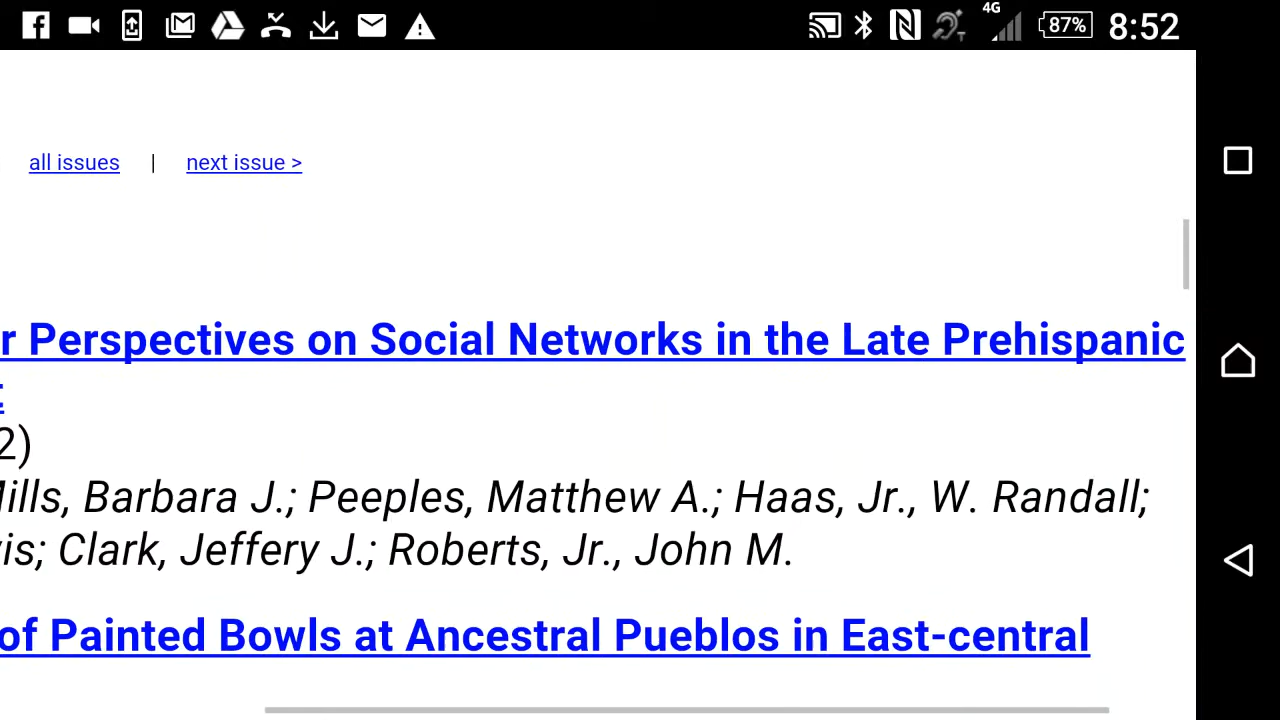 4G 87% 8:52
all issues | next issue >
r Perspectives on Social Networks in the Late Prehispanic
2)
ills, Barbara J.; Peeples, Matthew A.; Haas, Jr., W. Randall;
is; Clark, Jeffery J.; Roberts, Jr., John M.
of Painted Bowls at Ancestral Pueblos in East-central